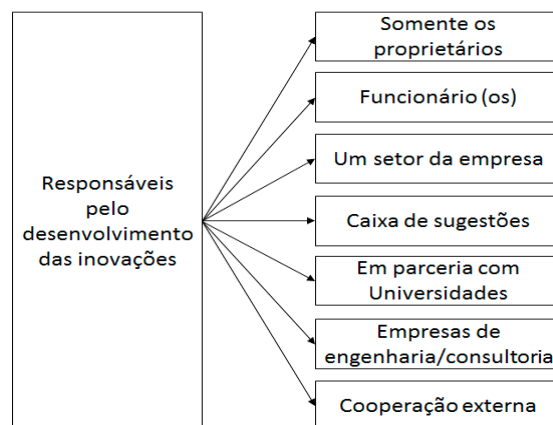 Responsáveis
pelo
desenvolvimento
das inovações
Somente os
proprietários
Funcionário (os)
Um setor da empresa
Caixa de sugestões
Em parceria com
Universidades
Empresas de
engenharia/consultoria
Cooperação externa